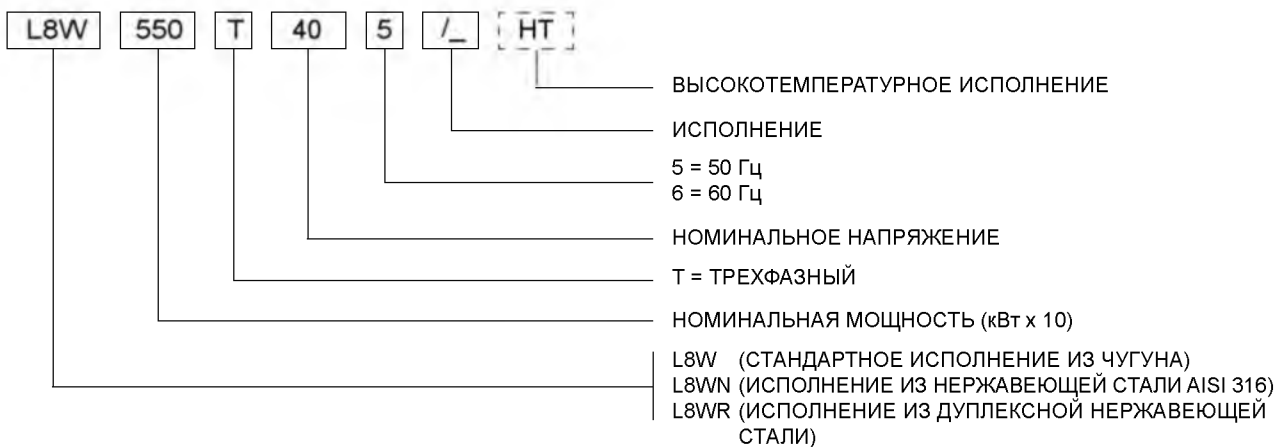 L8W 550 T 40 5 /_ HT
ВЫСОКОТЕМПЕРАТУРНОЕ ИСПОЛНЕНИЕ
ИСПОЛНЕНИЕ
5 = 50 Гц
6 = 60 Гц
НОМИНАЛЬНОЕ НАПРЯЖЕНИЕ
Т = ТРЕХФАЗНЫЙ
НОМИНАЛЬНАЯ МОЩНОСТЬ (кВт x 10)
L8W (СТАНДАРТНОЕ ИСПОЛНЕНИЕ ИЗ ЧУГУНА)
L8WN (ИСПОЛНЕНИЕ ИЗ НЕРЖАВЕЮЩЕЙ СТАЛИ AISI 316)
L8WR (ИСПОЛНЕНИЕ ИЗ ДУПЛЕКСНОЙ НЕРЖАВЕЮЩЕЙ
СТАЛИ)